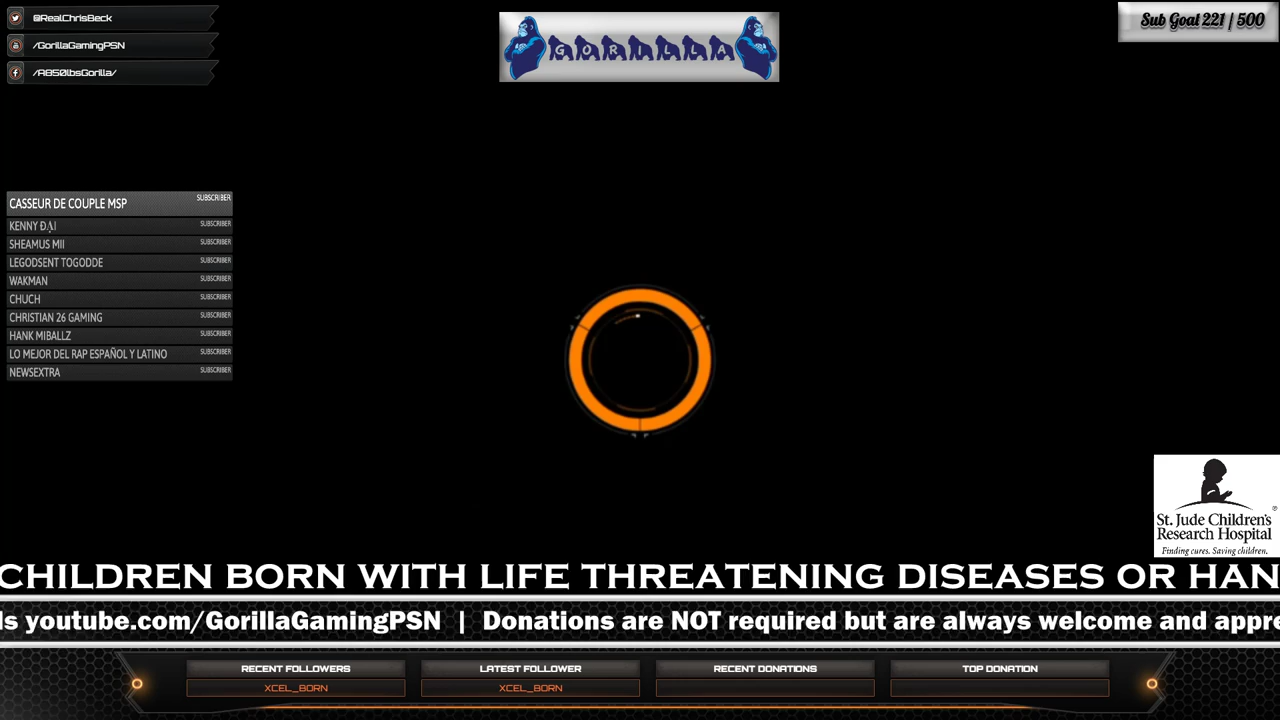 @RealChrisBeck
/GorillaGamingPSN
/A850lbsGorilla/
GORILLA
Sub Goal 221 / 500
CASSEUR DE COUPLE MSP SUBSCRIBER
KENNY ĐẠI SUBSCRIBER
SHEAMUS MII SUBSCRIBER
LEGODSENT TOGODDE SUBSCRIBER
WAKMAN SUBSCRIBER
CHUCH SUBSCRIBER
CHRISTIAN 26 GAMING SUBSCRIBER
HANK MIBALLZ SUBSCRIBER
LO MEJOR DEL RAP ESPAÑOL Y LATINO SUBSCRIBER
NEWSEXTRA SUBSCRIBER
St. Jude Children's
Research Hospital
Finding cures. Saving children.
CHILDREN BORN WITH LIFE THREATENING DISEASES OR HAN
ls youtube.com/GorillaGamingPSN | Donations are NOT required but are always welcome and appre
RECENT FOLLOWERS LATEST FOLLOWER RECENT DONATIONS TOP DONATION
XCEL_BORN XCEL_BORN